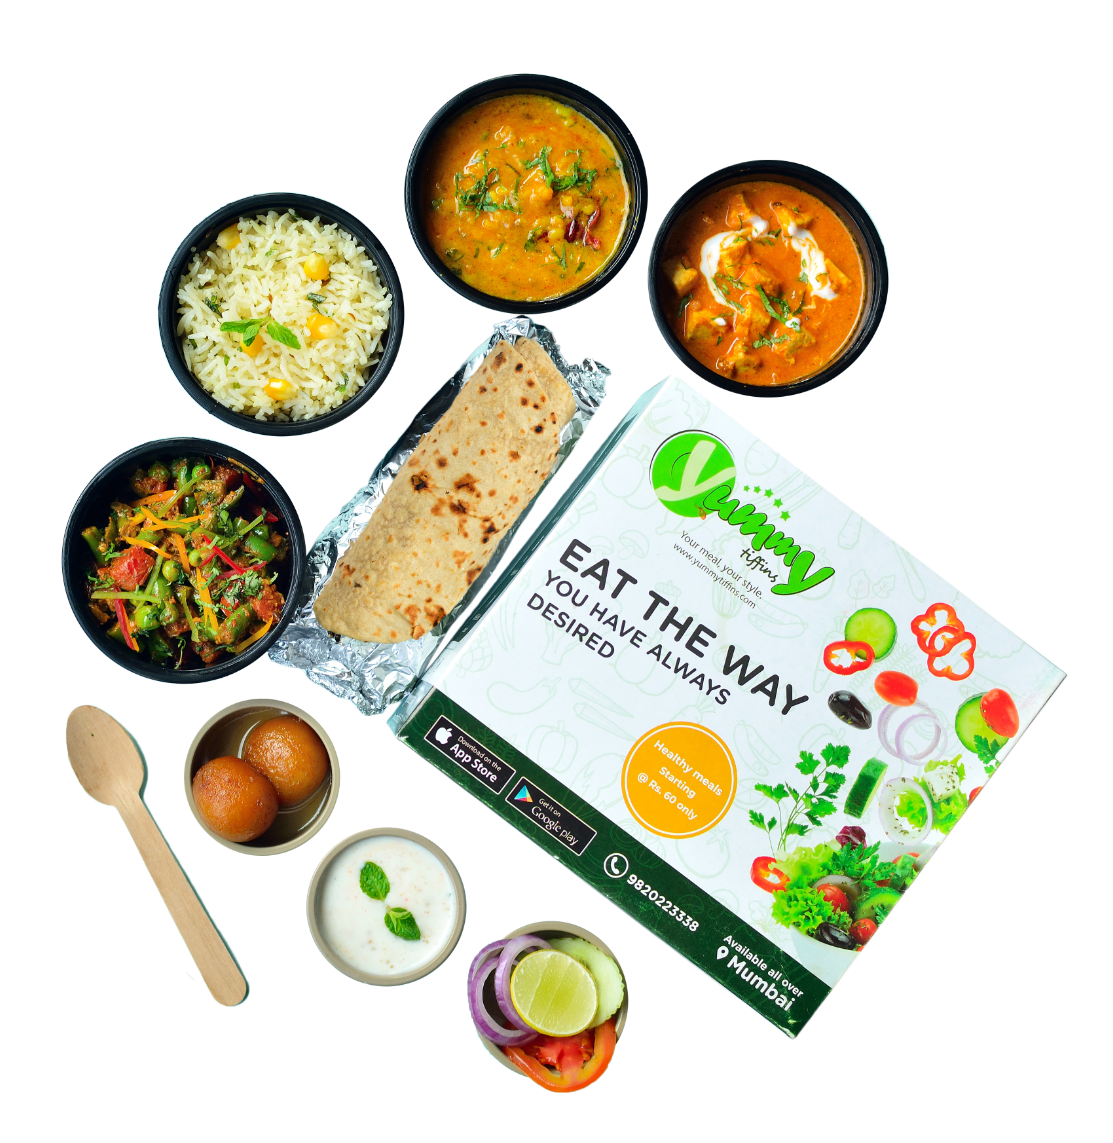 Yummy
tiffins
Your meal, your style.
www.yummytiffins.com
EAT THE WAY
YOU HAVE ALWAYS
DESIRED
Healthy meals
Starting
@ Rs. 60 only
Download on the
App Store
Get it on
Google play
9820223338
Available all over
Mumbai